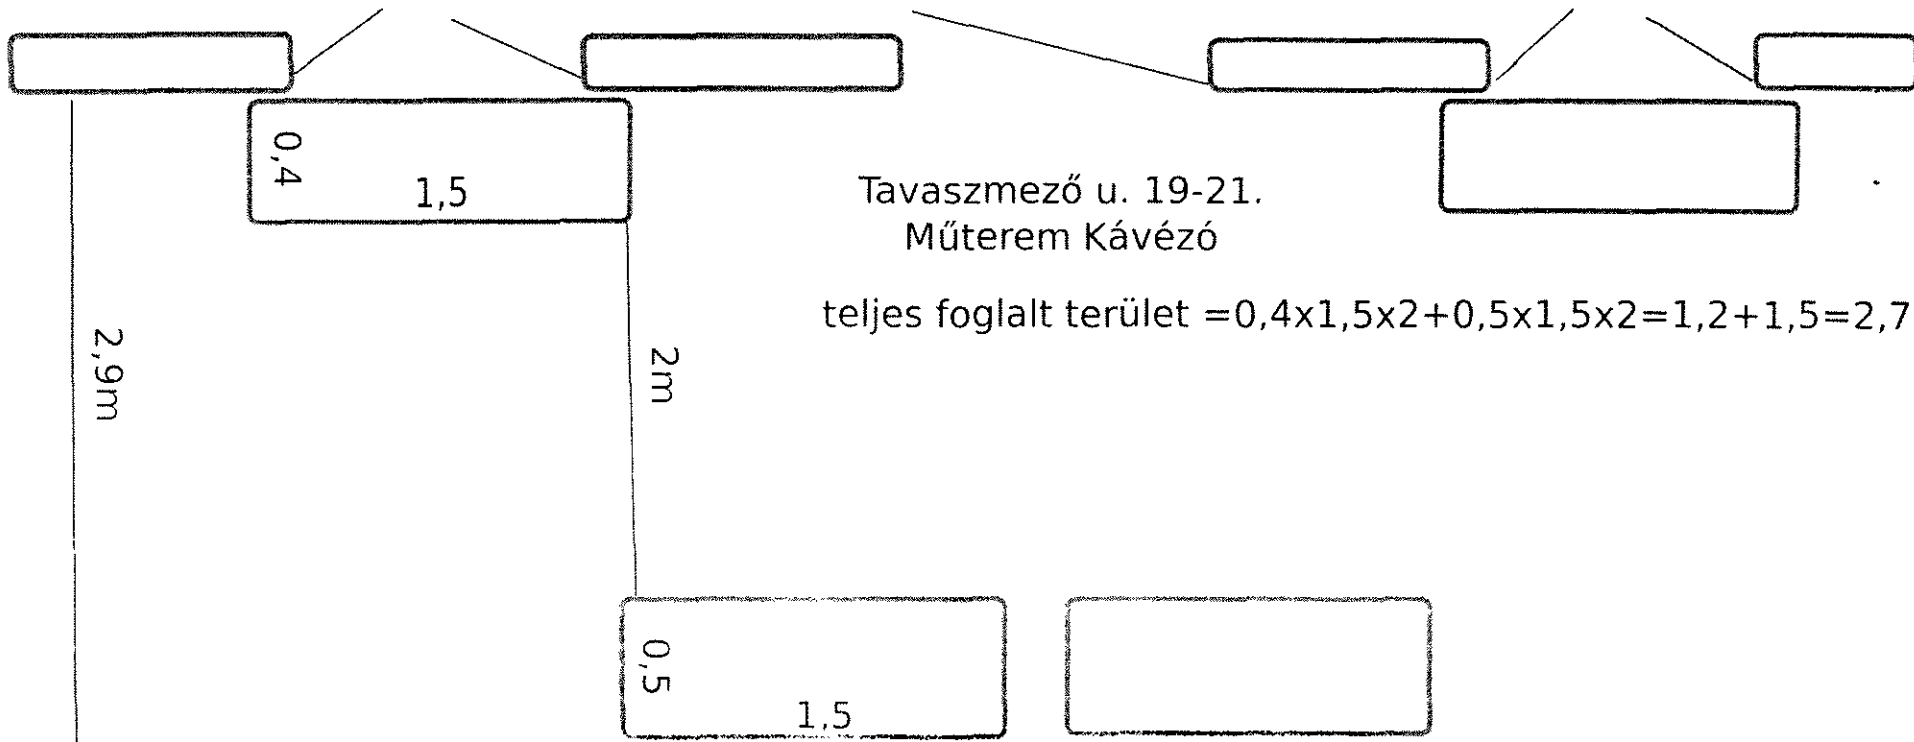 0,4
1,5
Tavaszmező u. 19-21.
Műterem Kávézó
teljes foglalt terület =0,4x1,5x2+0,5x1,5x2=1,2+1,5=2,7
2,9m
2m
0,5
1,5